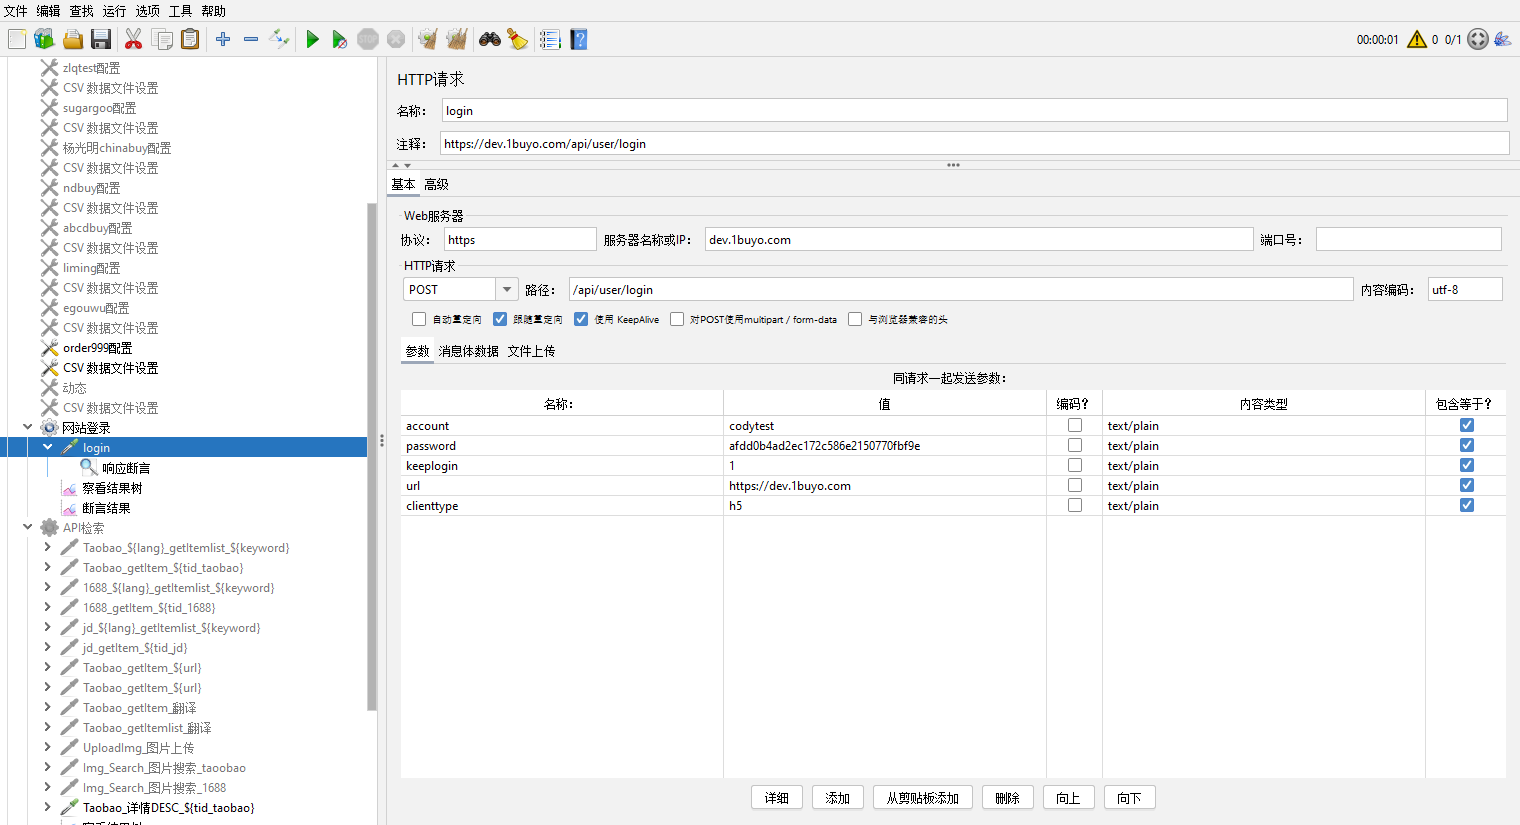 文件 编辑 查找 运行 选项 工具 帮助
00:00:01 0 0/1
zlqtest配置
CSV 数据文件设置
sugargoo配置
CSV 数据文件设置
杨光明chinabuy配置
CSV 数据文件设置
ndbuy配置
CSV 数据文件设置
abcdbuy配置
CSV 数据文件设置
liming配置
CSV 数据文件设置
egouwu配置
CSV 数据文件设置
order999配置
CSV 数据文件设置
动态
CSV 数据文件设置
网站登录
login
响应断言
察看结果树
断言结果
API检索
Taobao_${lang}_getItemlist_${keyword}
Taobao_getItem_${tid_taobao}
1688_${lang}_getItemlist_${keyword}
1688_getItem_${tid_1688}
jd_${lang}_getItemlist_${keyword}
jd_getItem_${tid_jd}
Taobao_getItem_${url}
Taobao_getItem_${url}
Taobao_getItem_翻译
Taobao_getItemlist_翻译
UploadImg_图片上传
Img_Search_图片搜索_taoobao
Img_Search_图片搜索_1688
Taobao_详情DESC_${tid_taobao}
HTTP请求
名称： login
注释： https://dev.1buyo.com/api/user/login
基本 高级
Web服务器
协议： https 服务器名称或IP： dev.1buyo.com 端口号：
HTTP请求
POST 路径： /api/user/login 内容编码： utf-8
自动重定向 跟随重定向 使用 KeepAlive 对POST使用multipart / form-data 与浏览器兼容的头
参数 消息体数据 文件上传
同请求一起发送参数：
名称： 值 编码？ 内容类型 包含等于？
account codytest text/plain
password afdd0b4ad2ec172c586e2150770fbf9e text/plain
keeplogin 1 text/plain
url https://dev.1buyo.com text/plain
clienttype h5 text/plain
详细 添加 从剪贴板添加 删除 向上 向下